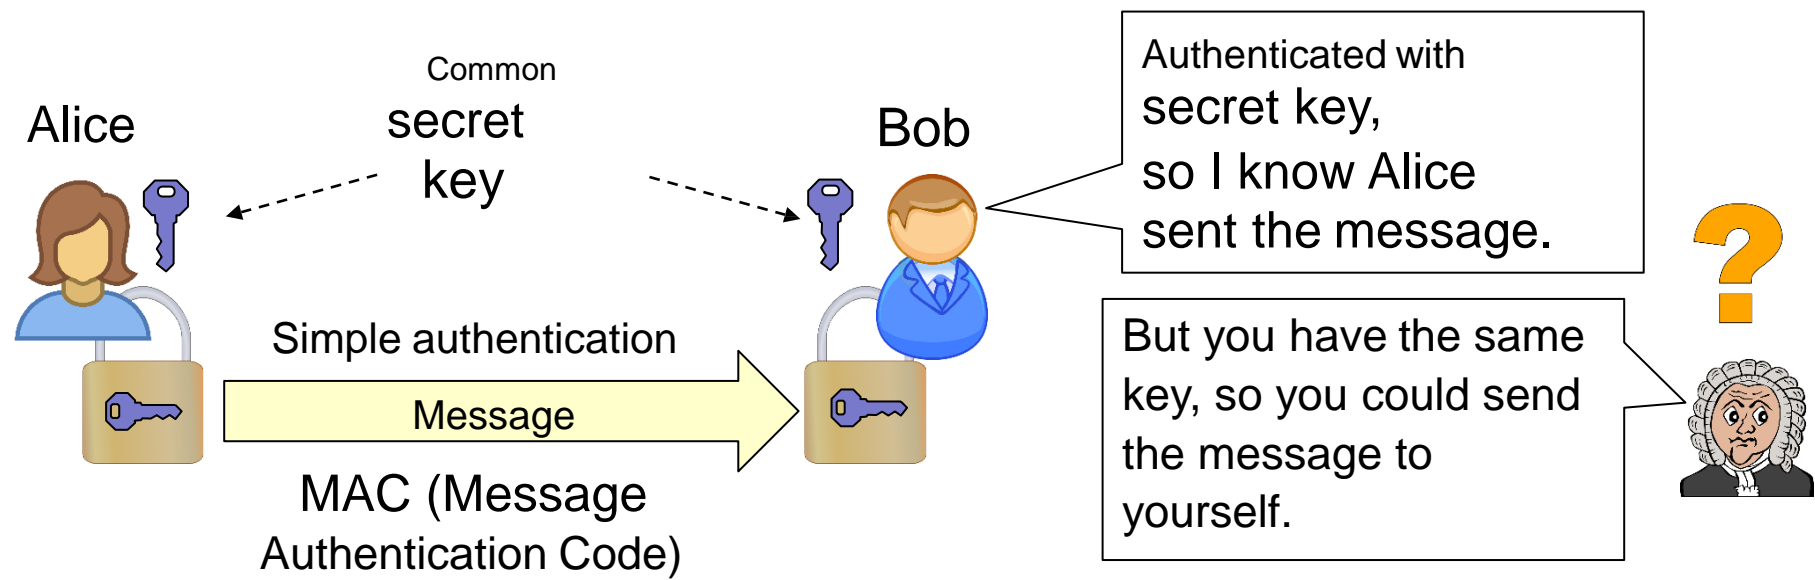 Alice
Common
secret
key
Bob
Authenticated with
secret key,
so I know Alice
sent the message.
?
Simple authentication
Message
MAC (Message
Authentication Code)
But you have the same
key, so you could send
the message to
yourself.